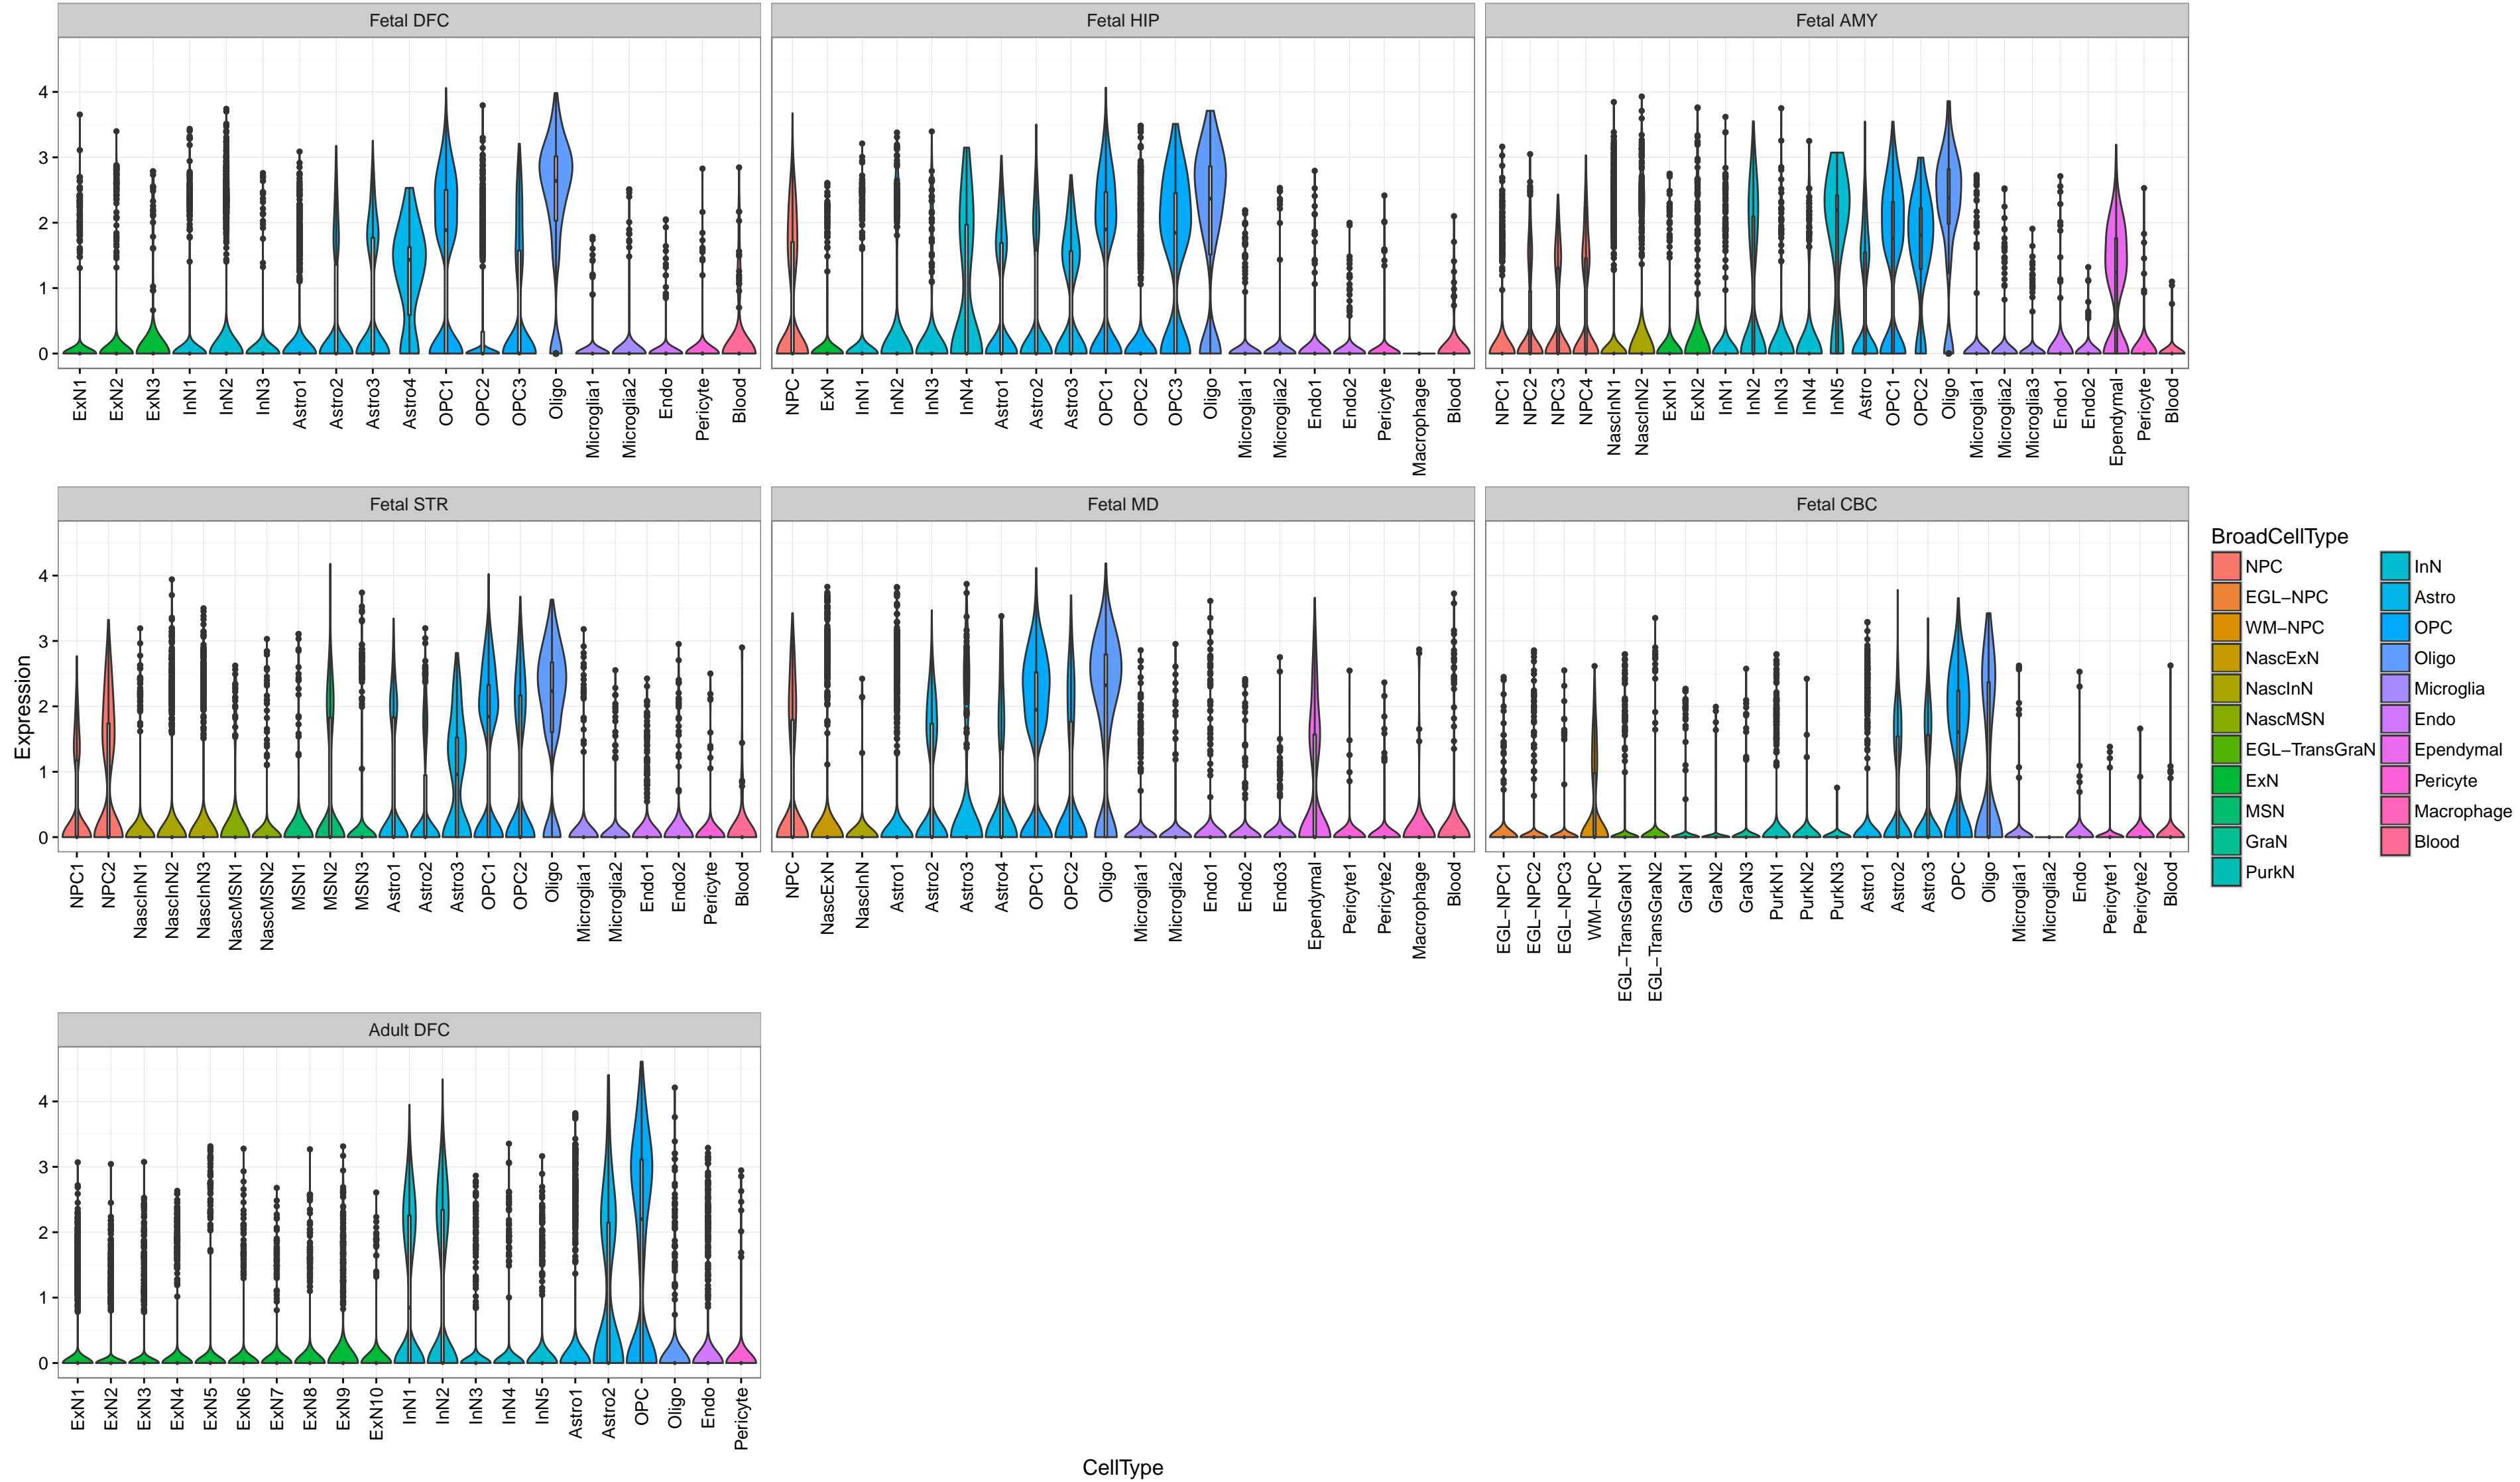 Fetal DFC Fetal HIP Fetal AMY
4
3
2
1
0
ExN1 ExN2 ExN3 InN1 InN2 InN3 Astro1 Astro2 Astro3 Astro4 OPC1 OPC2 OPC3 Oligo Microglia1 Microglia2 Endo Pericyte Blood
NPC ExN InN1 InN2 InN3 InN4 Astro1 Astro2 Astro3 OPC1 OPC2 OPC3 Oligo Microglia1 Microglia2 Endo1 Endo2 Pericyte Macrophage Blood
NPC1 NPC2 NPC3 NPC4 NascInN1 NascInN2 ExN1 ExN2 InN1 InN2 InN3 InN4 InN5 Astro OPC1 OPC2 Oligo Microglia1 Microglia2 Microglia3 Endo1 Endo2 Ependymal Pericyte Blood
Fetal STR Fetal MD Fetal CBC
Expression
4
3
2
1
0
NPC1 NPC2 NascInN1 NascInN2 NascInN3 NascMSN1 NascMSN2 MSN1 MSN2 MSN3 Astro1 Astro2 Astro3 OPC1 OPC2 Oligo Microglia1 Microglia2 Endo1 Endo2 Pericyte Blood
NPC NascExN NascInN Astro1 Astro2 Astro3 Astro4 OPC1 OPC2 Oligo Microglia1 Microglia2 Endo1 Endo2 Endo3 Ependymal Pericyte1 Pericyte2 Macrophage Blood
EGL−NPC1 EGL−NPC2 EGL−NPC3 WM−NPC EGL−TransGraN1 EGL−TransGraN2 GraN1 GraN2 GraN3 PurkN1 PurkN2 PurkN3 Astro1 Astro2 Astro3 OPC Oligo Microglia1 Microglia2 Endo Pericyte1 Pericyte2 Blood
BroadCellType
NPC InN
EGL−NPC Astro
WM−NPC OPC
NascExN Oligo
NascInN Microglia
NascMSN Endo
EGL−TransGraN Ependymal
ExN Pericyte
MSN Macrophage
GraN Blood
PurkN
Adult DFC
4
3
2
1
0
ExN1 ExN2 ExN3 ExN4 ExN5 ExN6 ExN7 ExN8 ExN9 ExN10 InN1 InN2 InN3 InN4 InN5 Astro1 Astro2 OPC Oligo Endo Pericyte
CellType